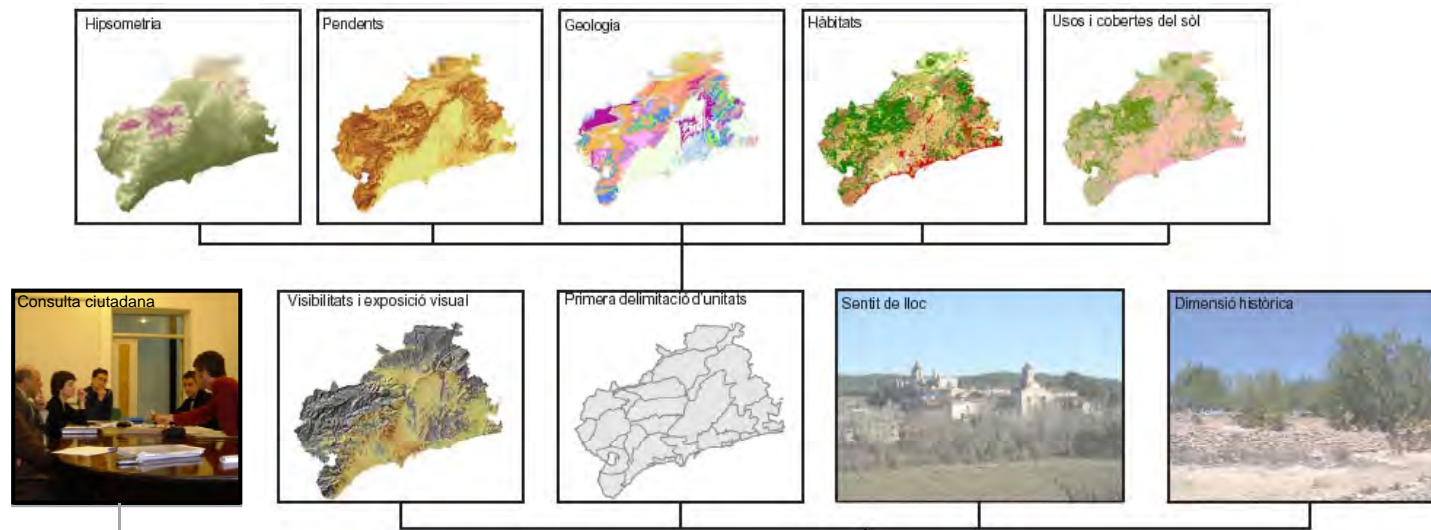 Hipsometria
Pendents
Geologia
Hàbitats
Usos i cobertes del sòl
Consulta ciutadana
Visibilitats i exposició visual
Primera delimitació d'unitats
Sentit de lloc
Dimensió històrica